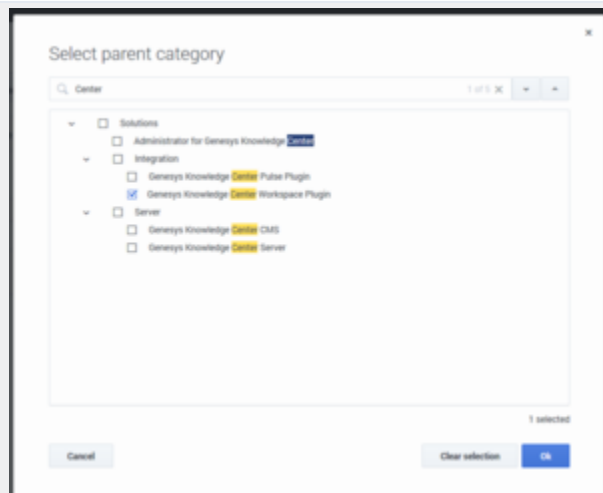 Select parent category
Center 1 of 5
Solutions
Administrator for Genesys Knowledge Center
Integration
Genesys Knowledge Center Pulse Plugin
Genesys Knowledge Center Workspace Plugin
Server
Genesys Knowledge Center CMS
Genesys Knowledge Center Server
1 selected
Cancel Clear selection Ok